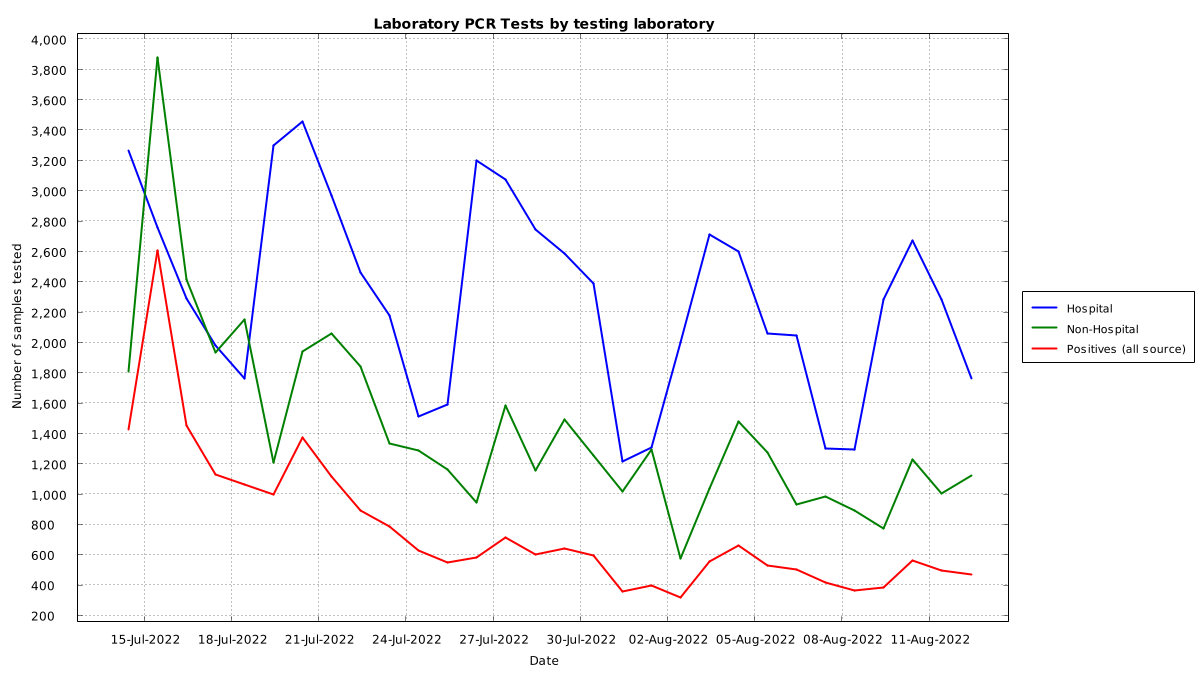 Laboratory PCR Tests by testing laboratory
4,000
3,800
3,600
3,400
3,200
3,000
2,800
2,600
2,400
2,200
2,000
1,800
1,600
1,400
1,200
1,000
800
600
400
200
Number of samples tested
15-Jul-2022 18-Jul-2022 21-Jul-2022 24-Jul-2022 27-Jul-2022 30-Jul-2022 02-Aug-2022 05-Aug-2022 08-Aug-2022 11-Aug-2022
Date
Hospital
Non-Hospital
Positives (all source)